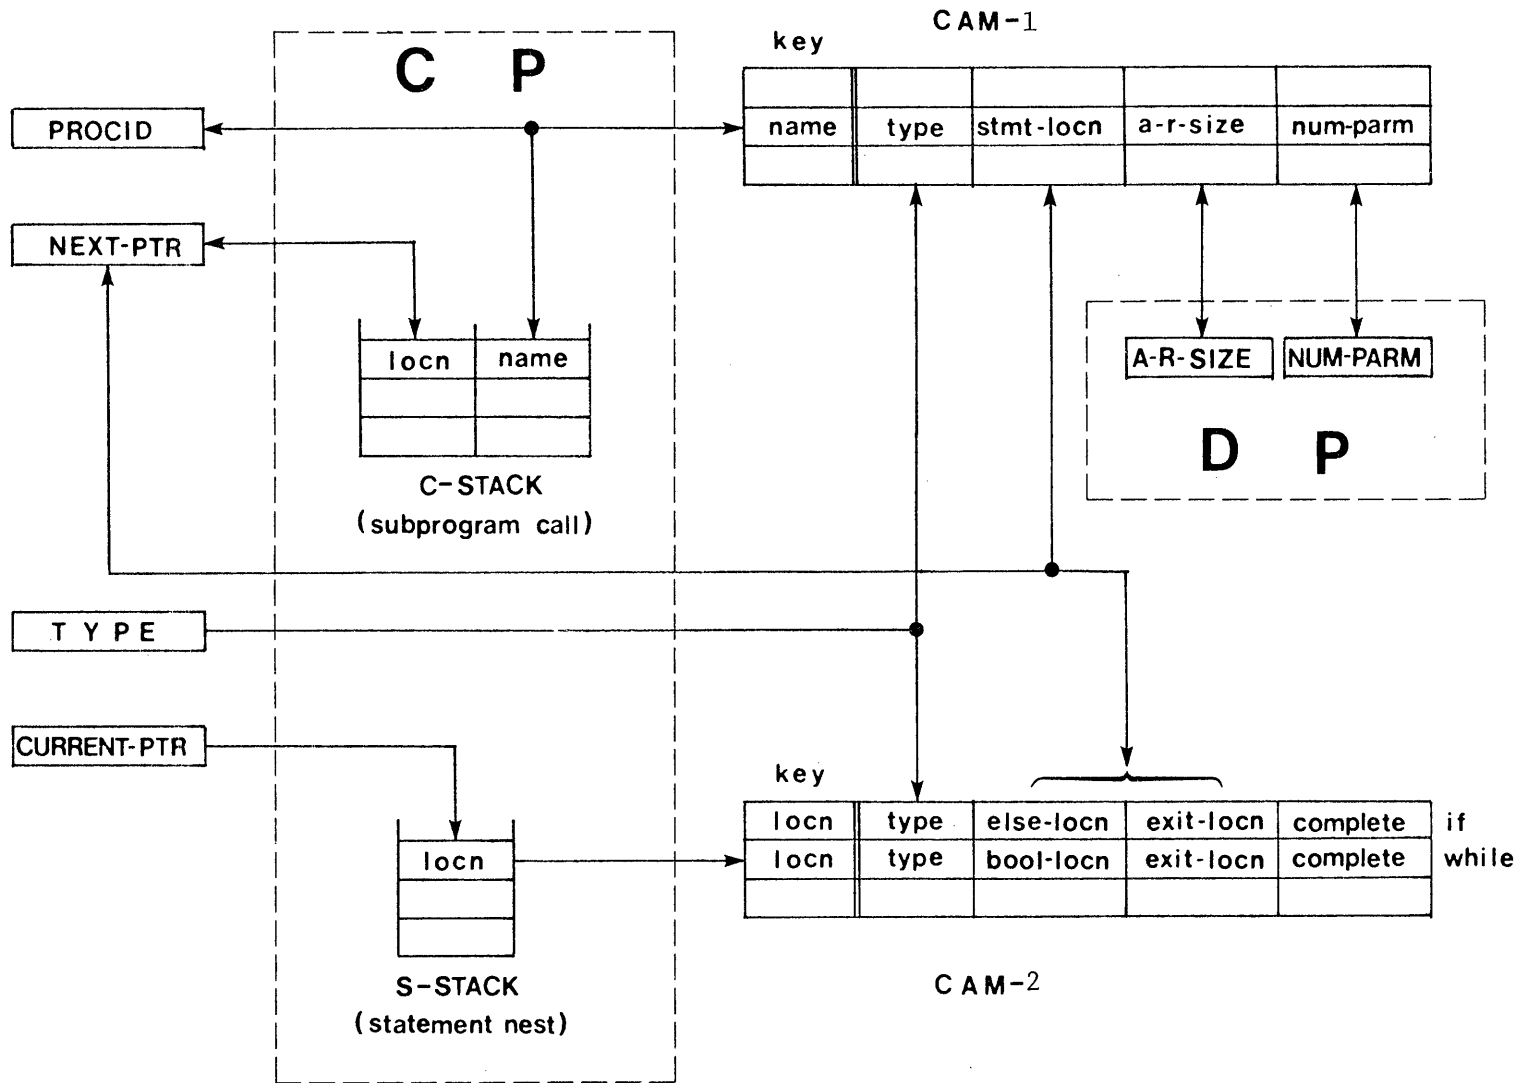 CAM-1
key
C P
PROCID
name type stmt-locn a-r-size num-parm
NEXT-PTR
locn name
A-R-SIZE NUM-PARM
D P
C-STACK
(subprogram call)
TYPE
CURRENT-PTR
key
locn type else-locn exit-locn complete if
locn type bool-locn exit-locn complete while
locn
S-STACK
(statement nest)
CAM-2